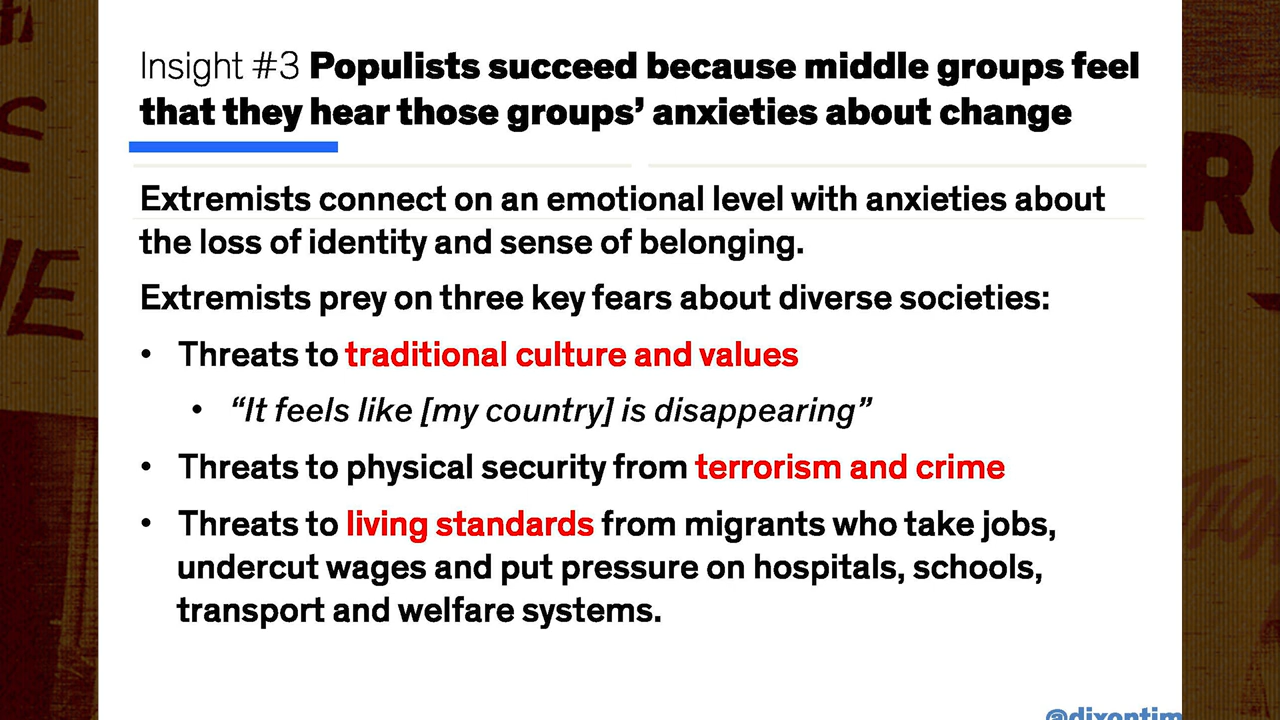 Insight #3 Populists succeed because middle groups feel
that they hear those groups’ anxieties about change
Extremists connect on an emotional level with anxieties about
the loss of identity and sense of belonging.
Extremists prey on three key fears about diverse societies:
• Threats to traditional culture and values
• “It feels like [my country] is disappearing”
• Threats to physical security from terrorism and crime
• Threats to living standards from migrants who take jobs,
undercut wages and put pressure on hospitals, schools,
transport and welfare systems.
@dixontim